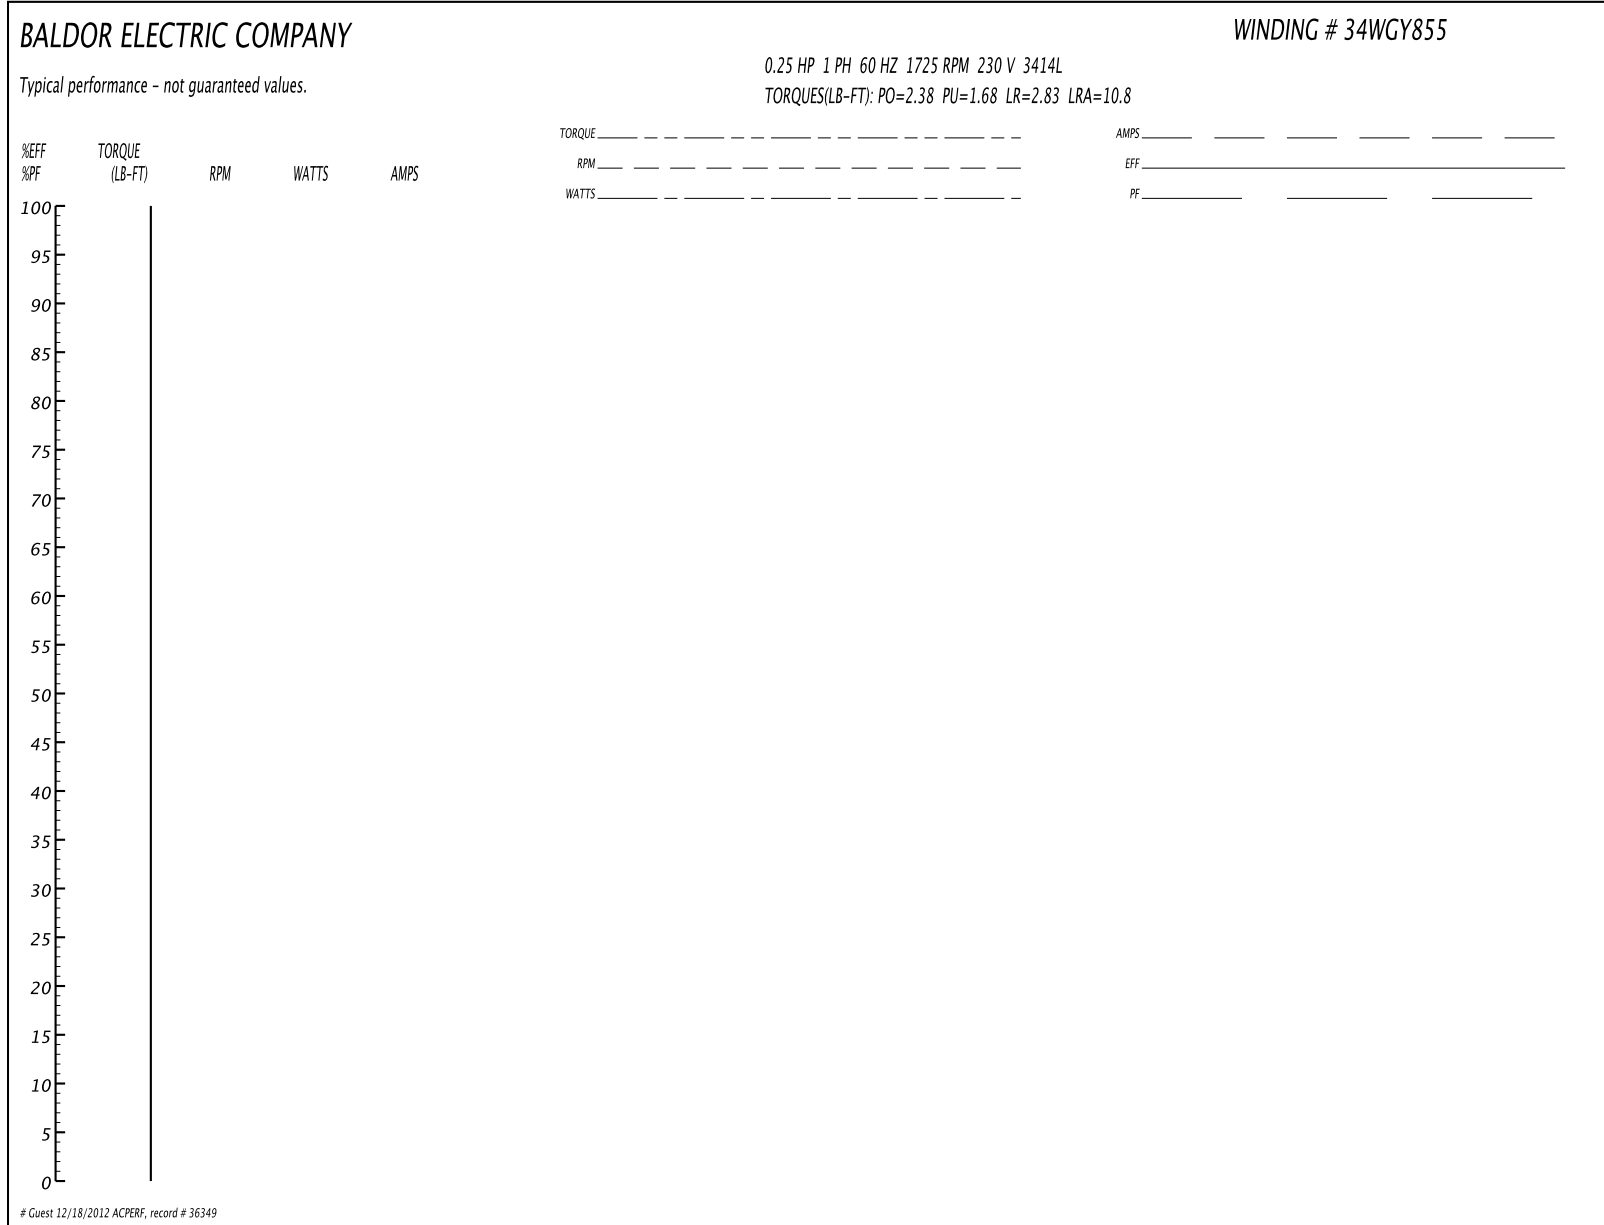 BALDOR ELECTRIC COMPANY
WINDING # 34WGY855
Typical performance - not guaranteed values.
0.25 HP 1 PH 60 HZ 1725 RPM 230 V 3414L
TORQUES(LB-FT): PO=2.38 PU=1.68 LR=2.83 LRA=10.8
TORQUE
AMPS
RPM
EFF
WATTS
PF
%EFF TORQUE
%PF (LB-FT) RPM WATTS AMPS
100
95
90
85
80
75
70
65
60
55
50
45
40
35
30
25
20
15
10
5
0
# Guest 12/18/2012 ACPERF, record # 36349